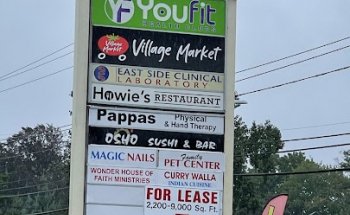 YF YouFit
HEALTH CLUBS
Village Market
EAST SIDE CLINICAL
LABORATORY
Howie's RESTAURANT
Pappas Physical
& Hand Therapy
OSHO SUSHI & BAR
MAGIC NAILS
Family
PET CENTER
WONDER HOUSE OF
FAITH MINISTRIES
CURRY WALLA
INDIAN CUISINE
FOR LEASE
2,200-9,000 Sq. Ft.